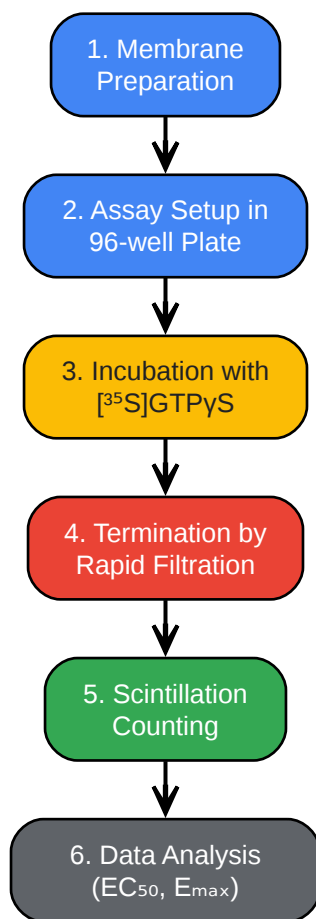 1. Membrane
Preparation
2. Assay Setup in
96-well Plate
3. Incubation with
[³⁵S]GTPγS
4. Termination by
Rapid Filtration
5. Scintillation
Counting
6. Data Analysis
(EC₅₀, Eₘₐₓ)